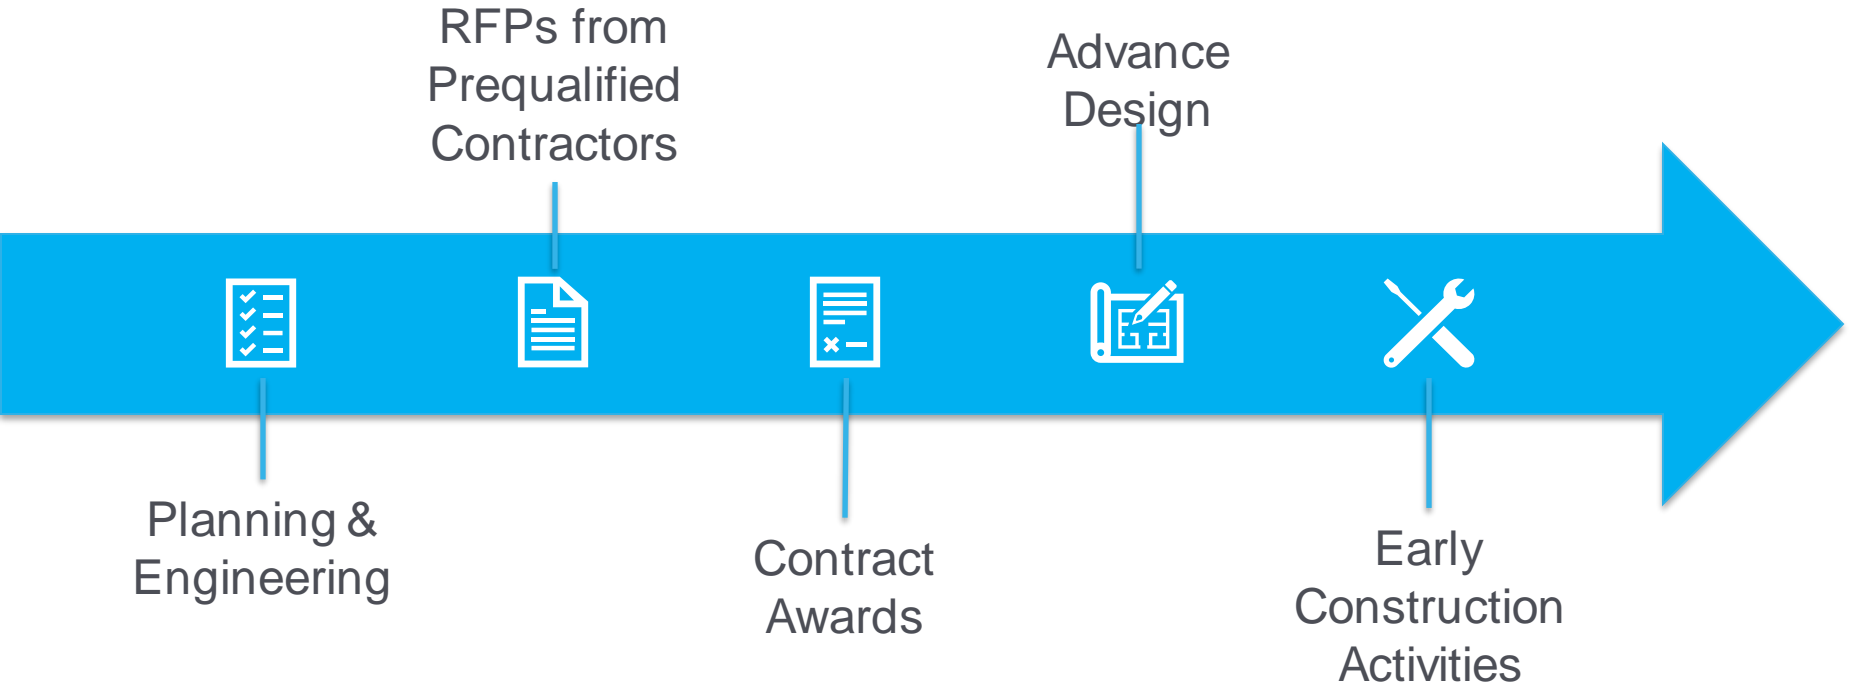 RFPs from
Prequalified
Contractors
Advance
Design
Planning &
Engineering
Contract
Awards
Early
Construction
Activities